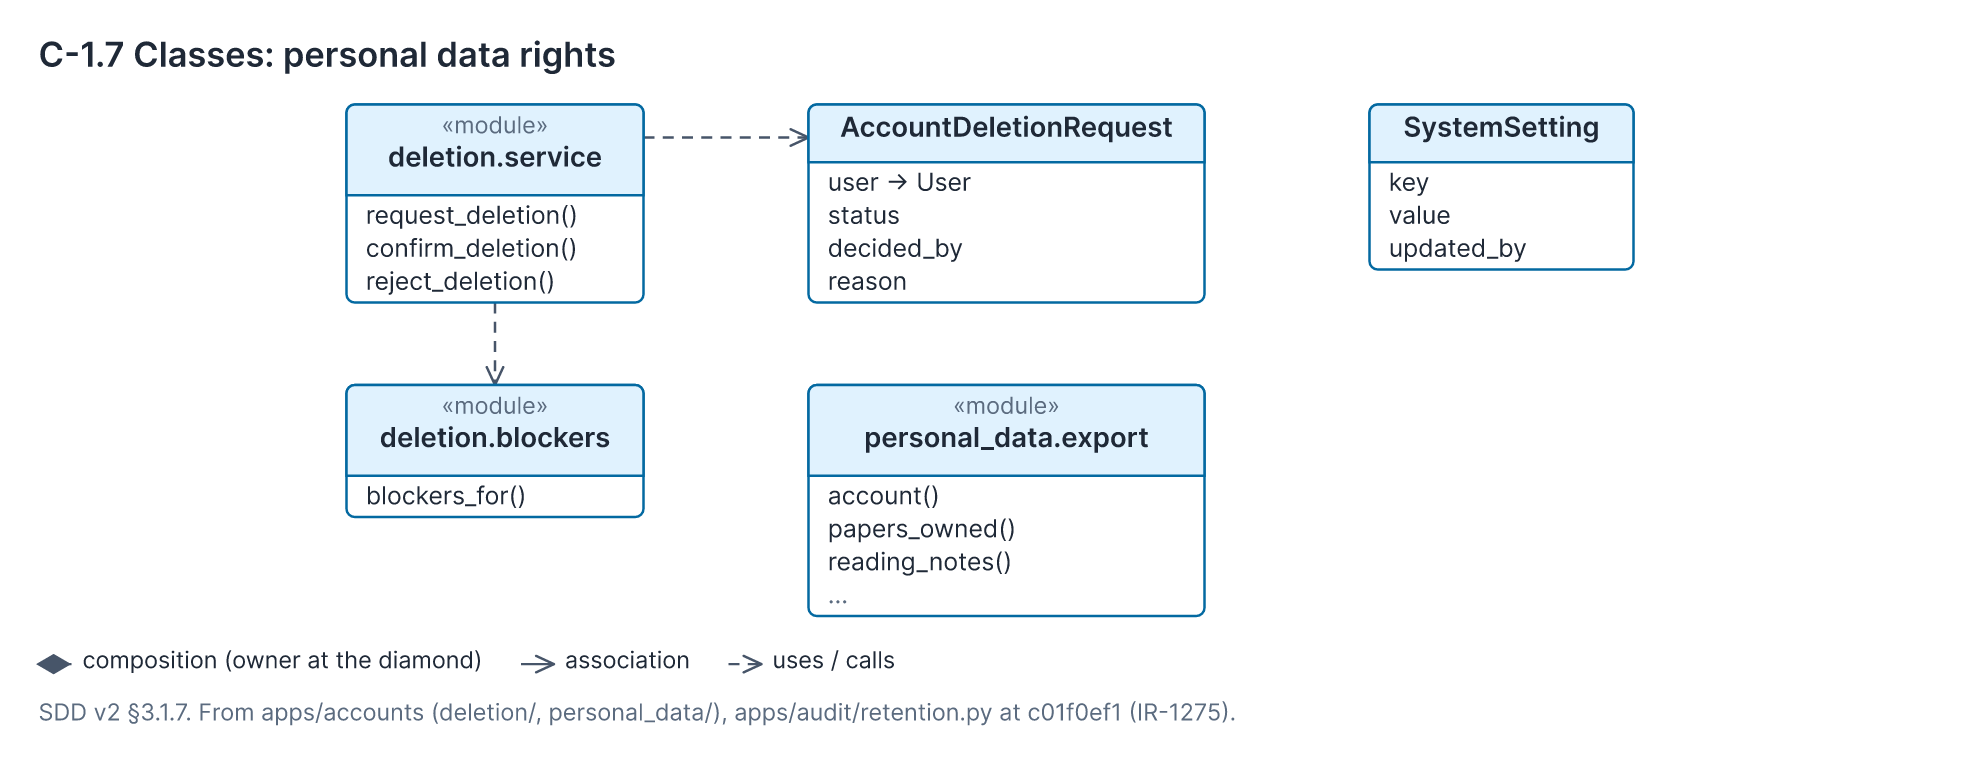 C-1.7 Classes: personal data rights
«module»
deletion.service
request_deletion()
confirm_deletion()
reject_deletion()
AccountDeletionRequest
user → User
status
decided_by
reason
SystemSetting
key
value
updated_by
«module»
deletion.blockers
blockers_for()
«module»
personal_data.export
account()
papers_owned()
reading_notes()
...
composition (owner at the diamond)
association
uses / calls
SDD v2 §3.1.7. From apps/accounts (deletion/, personal_data/), apps/audit/retention.py at c01f0ef1 (IR-1275).